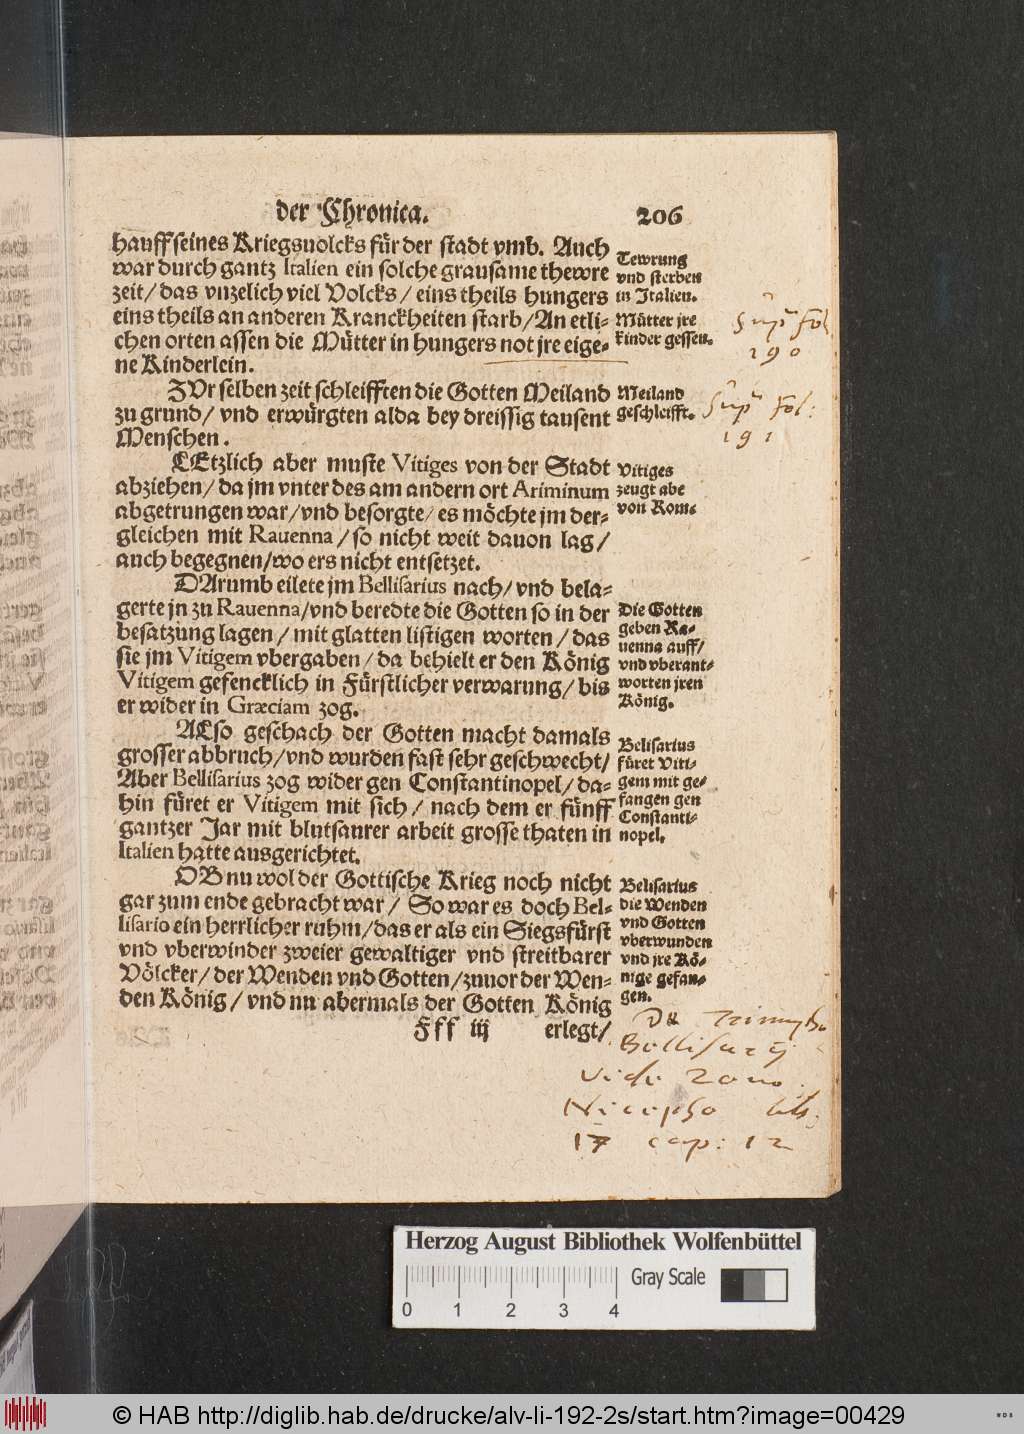 der Chronica. 206
hauff seines Kriegsuolcks für der stadt vmb. Auch
war durch gantz Italien ein solche grausame thewre
zeit/ das vnzelich viel Volcks/ eins theils hungers
eins theils an anderen Kranckheiten starb/ An etli⸗
chen orten assen die Mütter in hungers not jre eige⸗
ne Kinderlein.
ZVr selben zeit schleifften die Gotten Meiland
zu grund/ vnd erwürgten alda bey dreissig tausent
Menschen.
LEtzlich aber muste Vitiges von der Stadt
abziehen/ da jm vnter des am andern ort Ariminum
abgetrungen war/ vnd besorgte/ es möchte jm der⸗
gleichen mit Rauenna/ so nicht weit dauon lag/
auch begegnen/ wo ers nicht entsetzet.
DArumb eilete jm Bellisarius nach/ vnd bela⸗
gerte jn zu Rauenna/ vnd beredte die Gotten so in der
besatzung lagen/ mit glatten listigen worten/ das
sie jm Vitigem vbergaben/ da behielt er den König
Vitigem gefencklich in Fürstlicher verwarung/ bis
er wider in Græciam zog.
ALso geschach der Gotten macht damals
grosser abbruch/ vnd wurden fast sehr geschwecht/
Aber Bellisarius zog wider gen Constantinopel/ da⸗
hin füret er Vitigem mit sich/ nach dem er fünff
gantzer Jar mit blutsaurer arbeit grosse thaten in
Italien hatte ausgerichtet.
OB nu wol der Gottische Krieg noch nicht
gar zum ende gebracht war/ So war es doch Bel⸗
lisario ein herrlicher ruhm/ das er als ein Siegsfürst
vnd vberwinder zweier gewaltiger vnd streitbarer
Völcker/ der Wenden vnd Gotten/ zuuor der Wen⸗
den König/ vnd nu abermals der Gotten König
Fff iij erlegt/
Tewrung
vnd sterben
in Italien.
Mütter jre
kinder gessen.
Sup fol
190
Meiland
geschleifft.
Sup fol:
191
Vitiges
zeugt abe
von Rom.
Die Gotten
geben Ra⸗
uenna auff/
vnd vberant⸗
worten jren
König.
Belisarius
füret Viti⸗
gem mit ge⸗
fangen gen
Constanti⸗
nopel.
Belisarius
die Wenden
vnd Gotten
vberwunden
vnd jre Kö⸗
nige gefan⸗
gen.
De
Bellisarij
vide
Nicepho lib:
17 cap: 12
Herzog August Bibliothek Wolfenbüttel
Gray Scale
0 1 2 3 4
© HAB http://diglib.hab.de/drucke/alv-li-192-2s/start.htm?image=00429